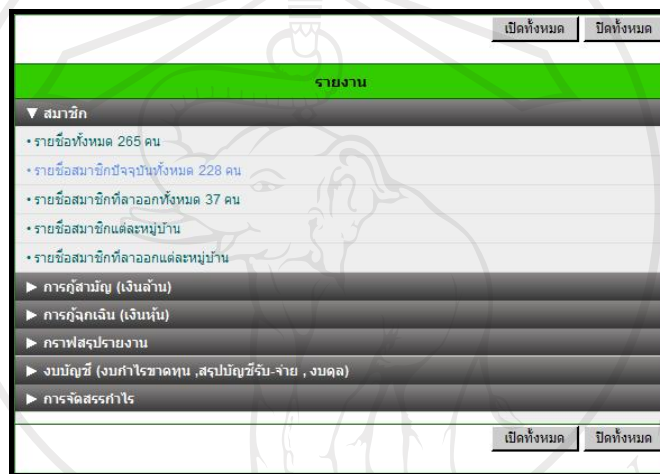 เปิดทั้งหมด ปิดทั้งหมด
รายงาน
▼ สมาชิก
• รายชื่อทั้งหมด 265 คน
• รายชื่อสมาชิกปัจจุบันทั้งหมด 228 คน
• รายชื่อสมาชิกที่ลาออกทั้งหมด 37 คน
• รายชื่อสมาชิกแต่ละหมู่บ้าน
• รายชื่อสมาชิกที่ลาออกแต่ละหมู่บ้าน
► การกู้สามัญ (เงินล้าน)
► การกู้ฉุกเฉิน (เงินหุ้น)
► กราฟสรุปรายงาน
► งบบัญชี (งบกำไรขาดทุน ,สรุปบัญชีรับ-จ่าย , งบดุล)
► การจัดสรรกำไร
เปิดทั้งหมด ปิดทั้งหมด